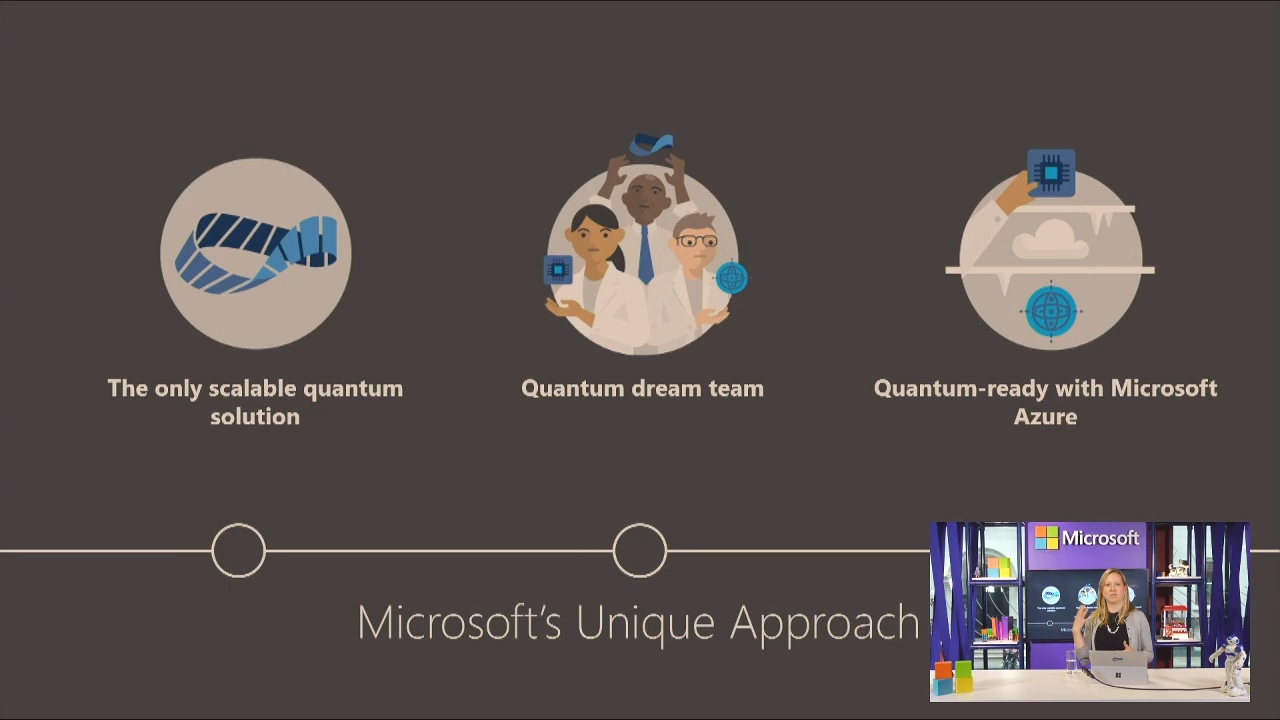 The only scalable quantum
solution
Quantum dream team
Quantum-ready with Microsoft
Azure
Microsoft's Unique Approach
Microsoft